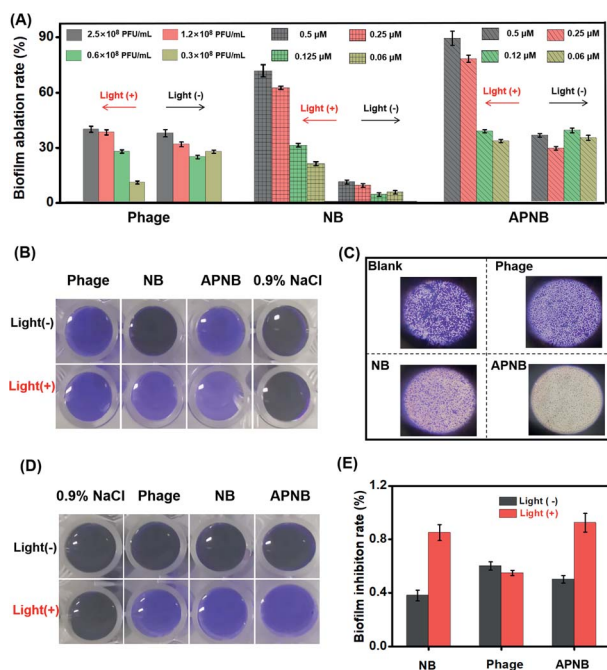 (A)
Biofilm ablation rate (%)
90
60
30
0
2.5×10⁸ PFU/mL 1.2×10⁸ PFU/mL
0.6×10⁸ PFU/mL 0.3×10⁸ PFU/mL
Light (+) Light (-)
0.5 μM 0.25 μM
0.125 μM 0.06 μM
Light (+) Light (-)
0.5 μM 0.25 μM
0.12 μM 0.06 μM
Light (+) Light (-)
Phage NB APNB
(B)
Phage NB APNB 0.9% NaCl
Light(-)
Light(+)
(C)
Blank Phage
NB APNB
(D)
0.9% NaCl Phage NB APNB
Light(-)
Light(+)
(E)
Biofilm inhibiton rate (%)
1.2
0.8
0.4
0.0
Light (-)
Light (+)
NB Phage APNB